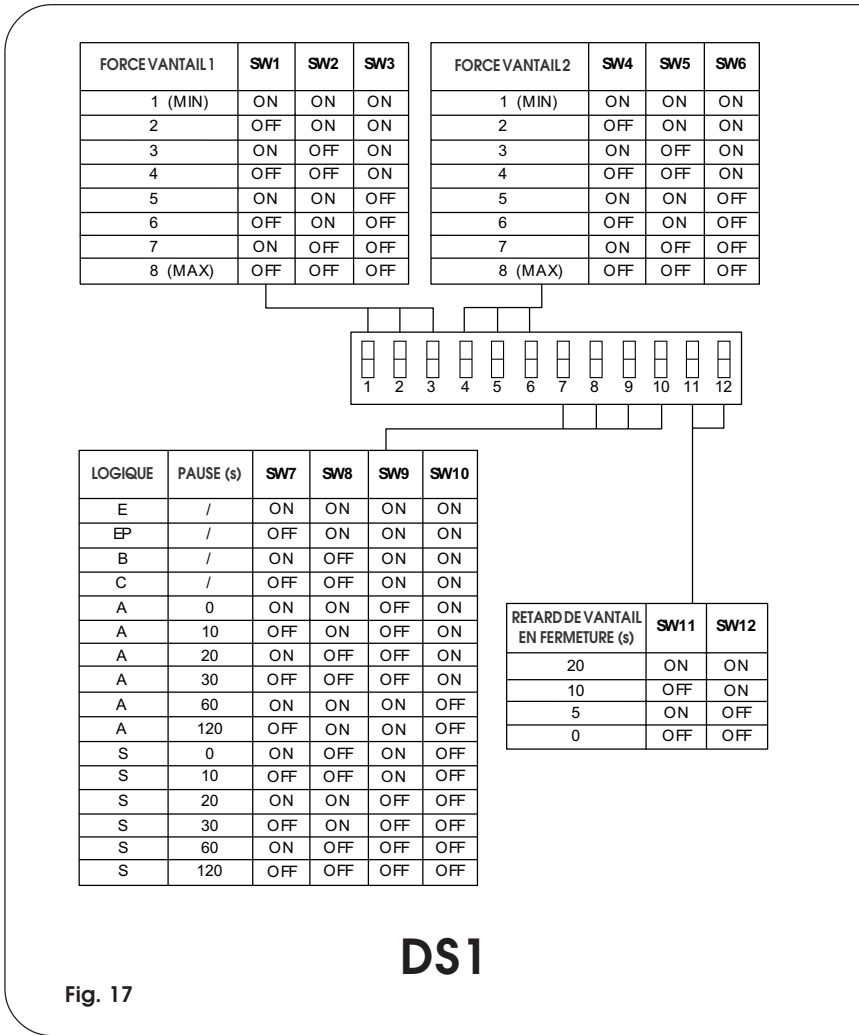 FORCE VANTAIL 1 SW1 SW2 SW3
1 (MIN) ON ON ON
2 OFF ON ON
3 ON OFF ON
4 OFF OFF ON
5 ON ON OFF
6 OFF ON OFF
7 ON OFF OFF
8 (MAX) OFF OFF OFF
FORCE VANTAIL 2 SW4 SW5 SW6
1 (MIN) ON ON ON
2 OFF ON ON
3 ON OFF ON
4 OFF OFF ON
5 ON ON OFF
6 OFF ON OFF
7 ON OFF OFF
8 (MAX) OFF OFF OFF
1 2 3 4 5 6 7 8 9 10 11 12
LOGIQUE PAUSE (s) SW7 SW8 SW9 SW10
E / ON ON ON ON
EP / OFF ON ON ON
B / ON OFF ON ON
C / OFF OFF ON ON
A 0 ON ON OFF ON
A 10 OFF ON OFF ON
A 20 ON OFF OFF ON
A 30 OFF OFF OFF ON
A 60 ON ON ON OFF
A 120 OFF ON ON OFF
S 0 ON OFF ON OFF
S 10 OFF OFF ON OFF
S 20 ON ON OFF OFF
S 30 OFF ON OFF OFF
S 60 ON OFF OFF OFF
S 120 OFF OFF OFF OFF
RETARD DE VANTAIL
EN FERMETURE (s) SW11 SW12
20 ON ON
10 OFF ON
5 ON OFF
0 OFF OFF
DS1
Fig. 17